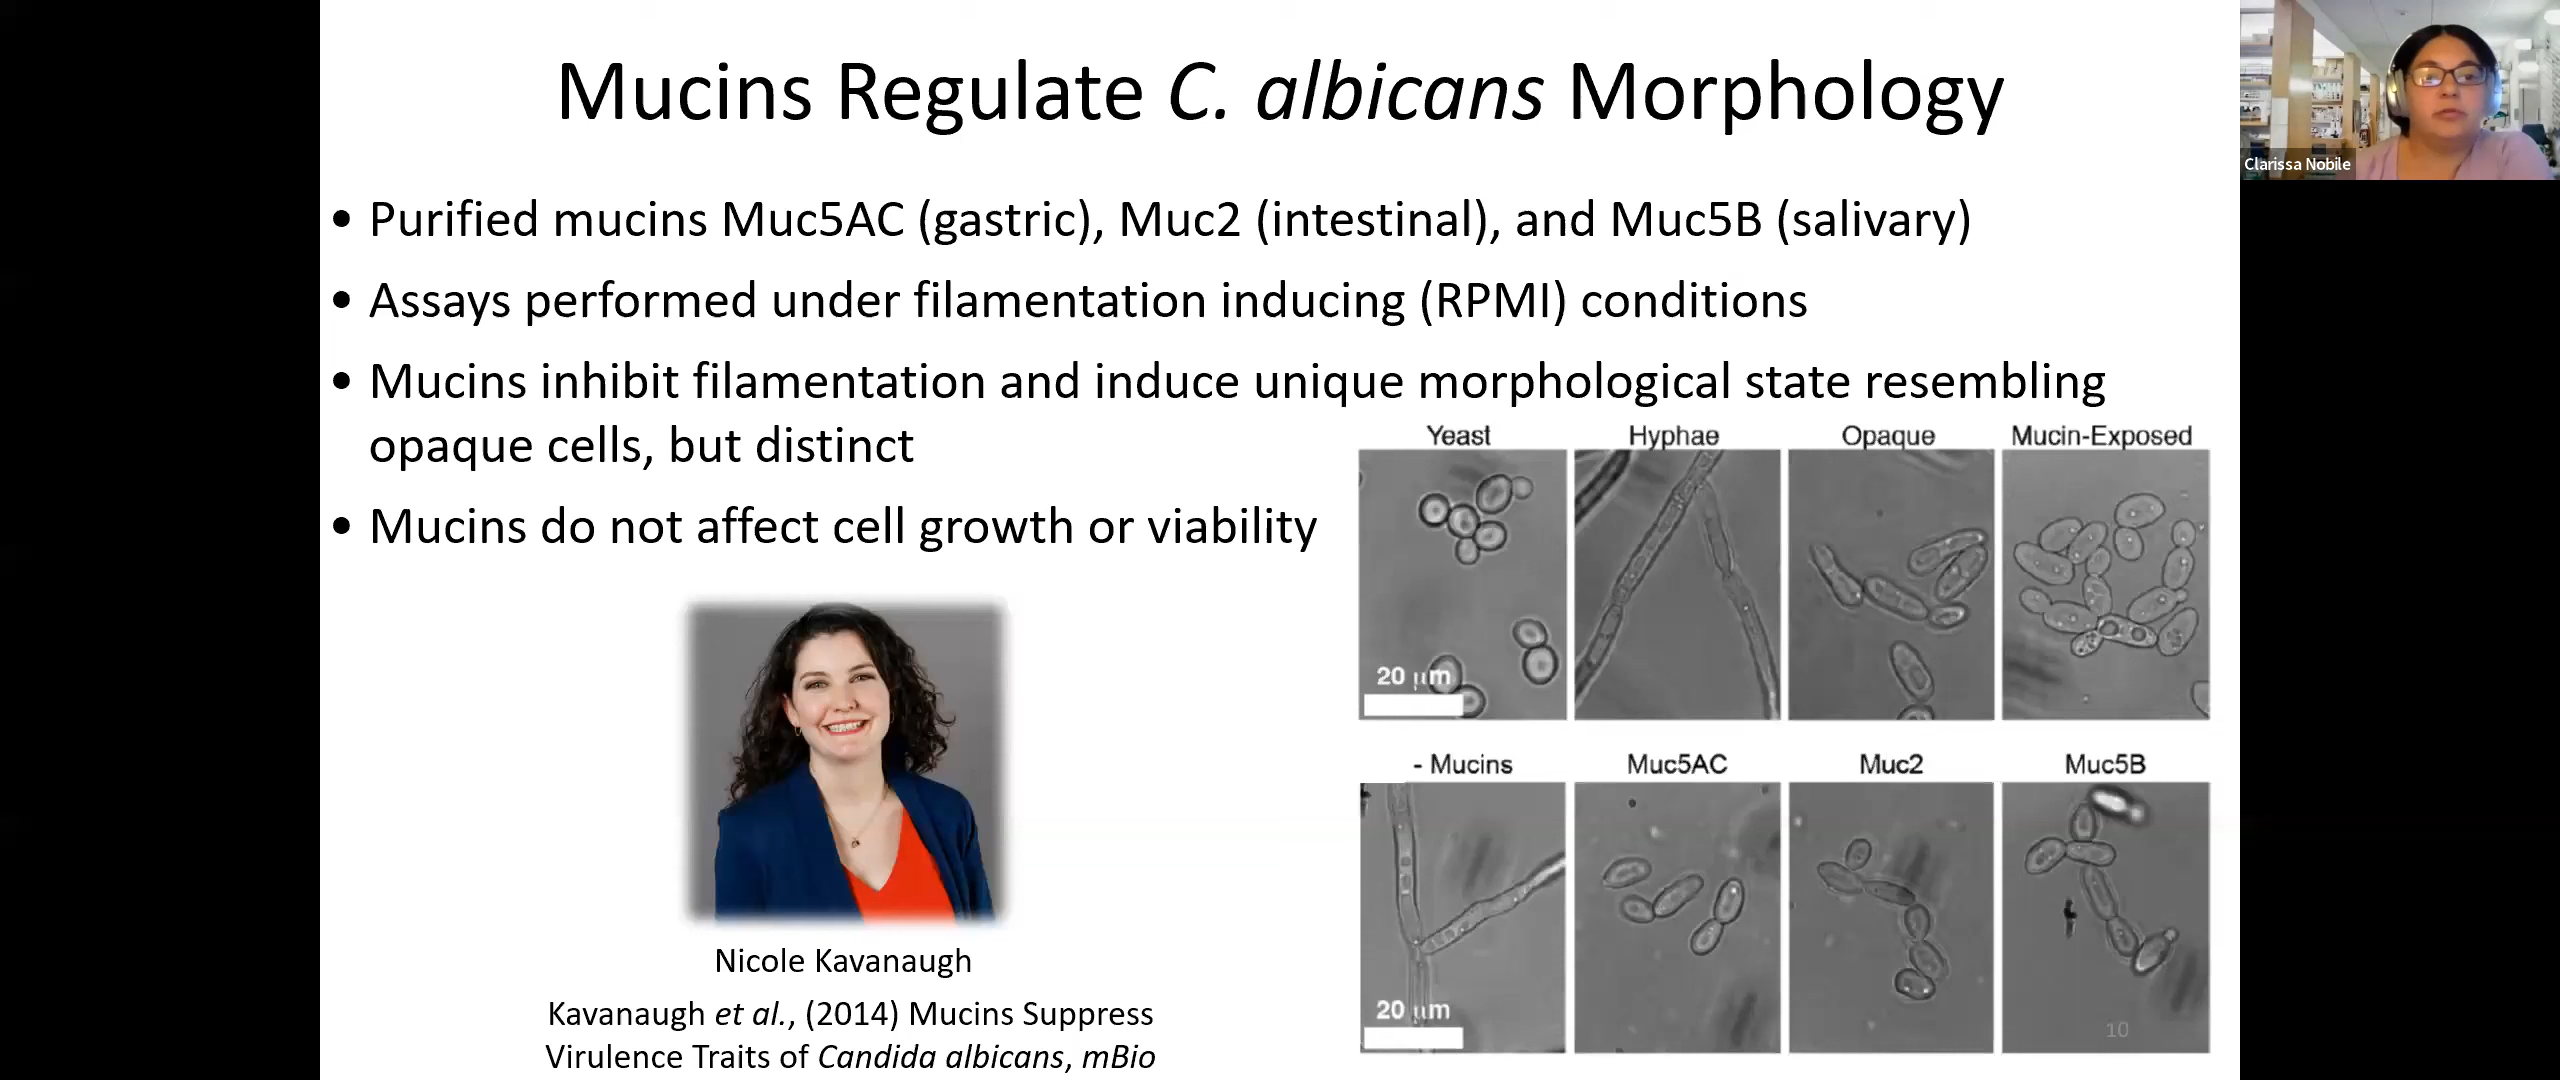 Mucins Regulate C. albicans Morphology
Clarissa Nobile
• Purified mucins Muc5AC (gastric), Muc2 (intestinal), and Muc5B (salivary)
• Assays performed under filamentation inducing (RPMI) conditions
• Mucins inhibit filamentation and induce unique morphological state resembling
opaque cells, but distinct
• Mucins do not affect cell growth or viability
Yeast Hyphae Opaque Mucin-Exposed
20 µm
- Mucins Muc5AC Muc2 Muc5B
20 µm
10
Nicole Kavanaugh
Kavanaugh et al., (2014) Mucins Suppress
Virulence Traits of Candida albicans, mBio